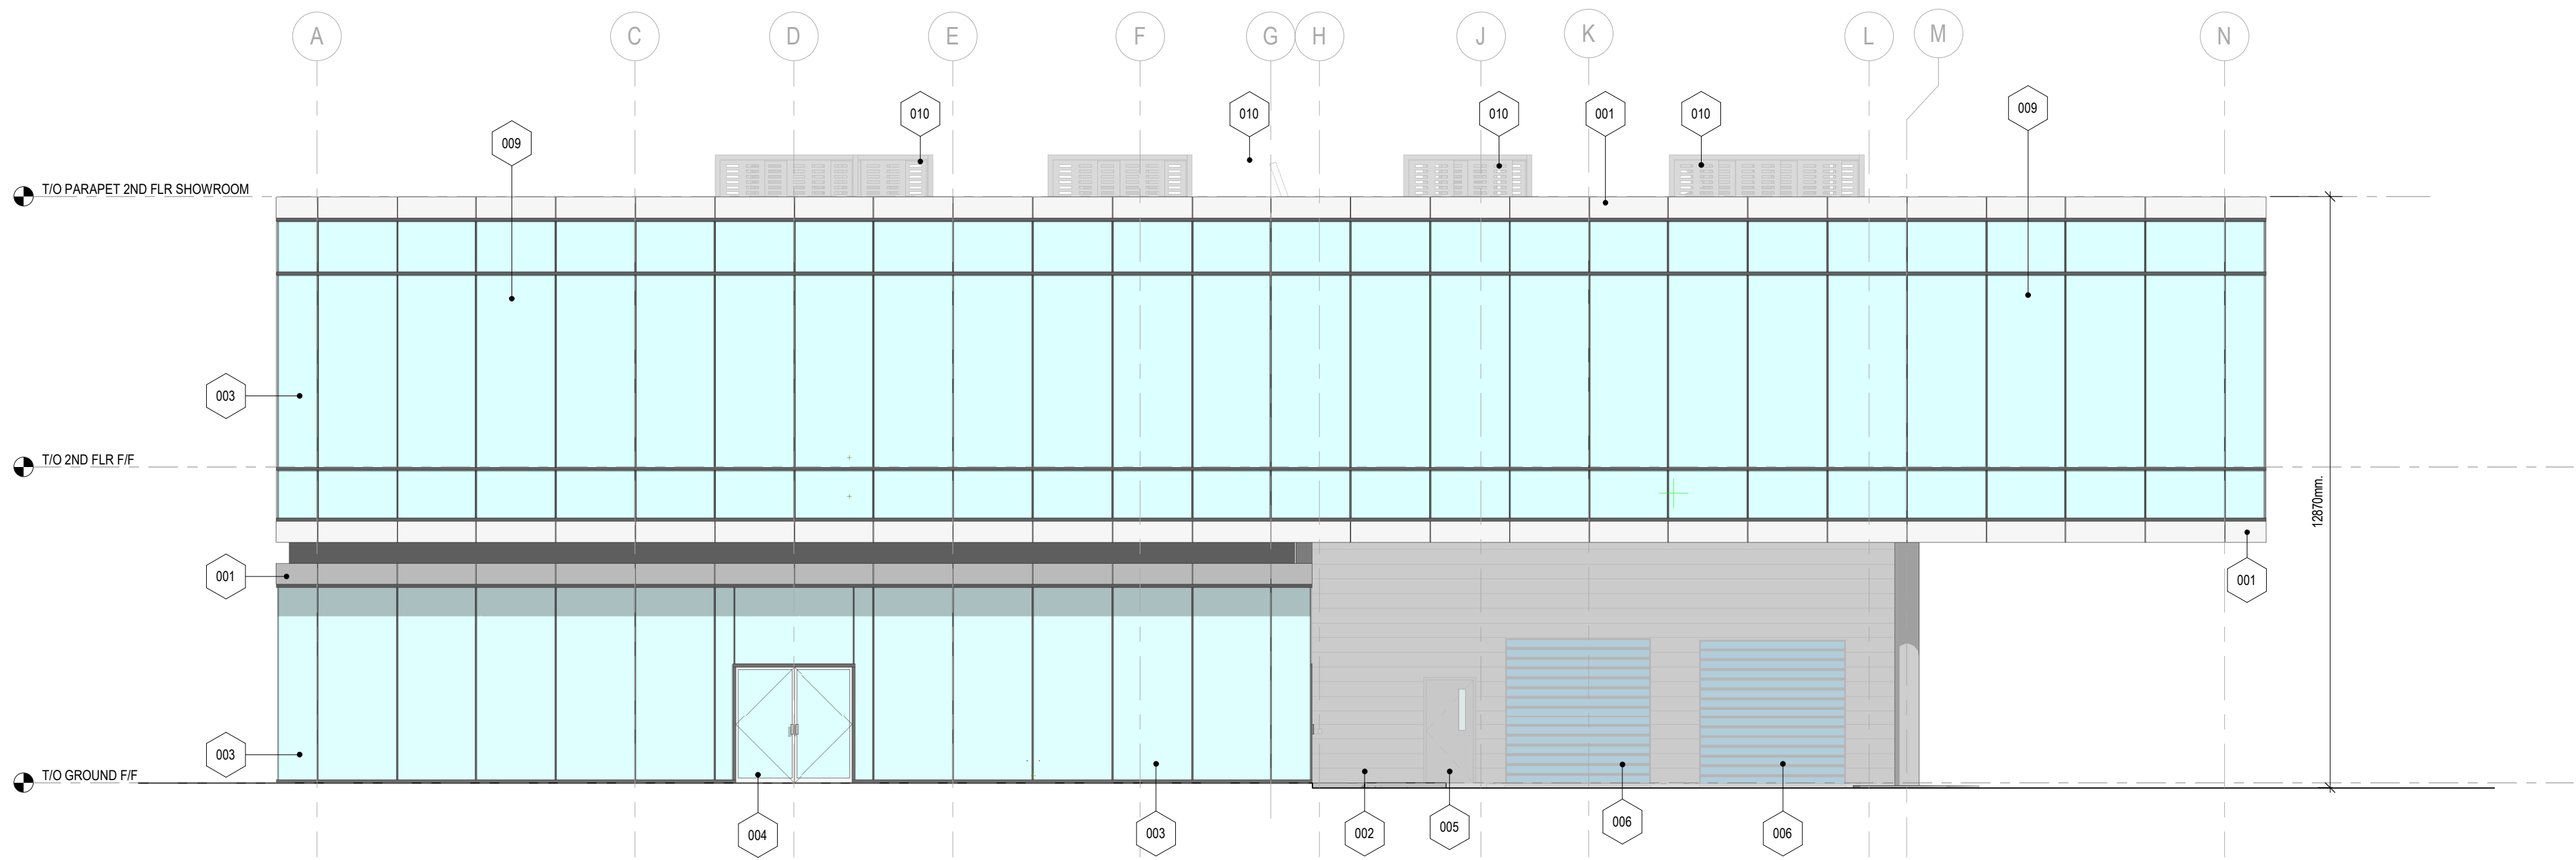 A C D E F G H J K L M N
010 010 010 001 010 009
009
T/O PARAPET 2ND FLR SHOWROOM
003
T/O 2ND FLR F/F
12870mm.
001 001
003
T/O GROUND F/F
004 003 002 005 006 006